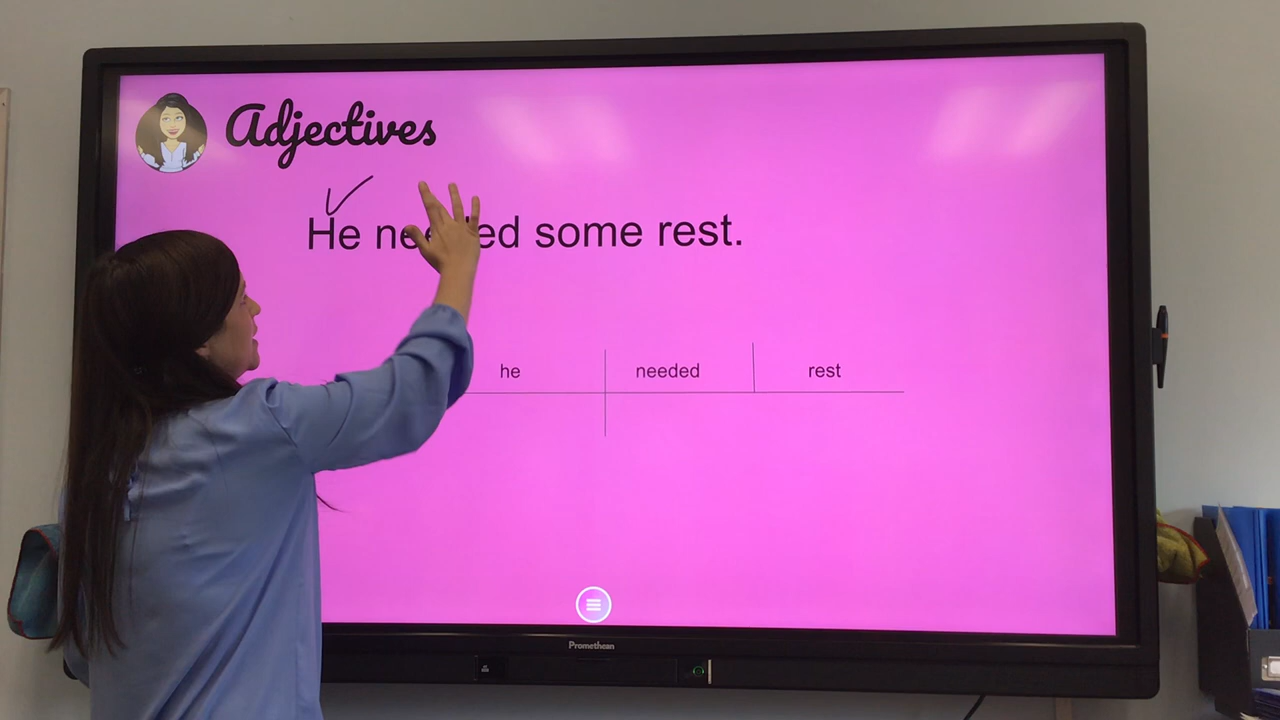 Adjectives
He needed some rest.
he needed rest
Promethean